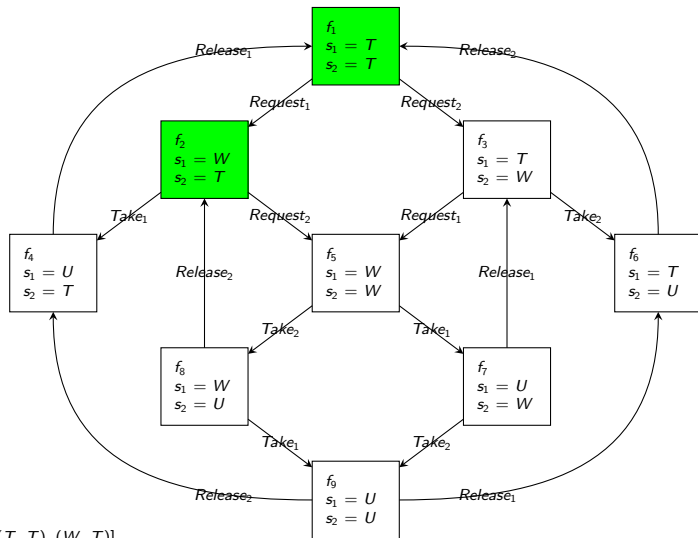 f₁
s₁ = T
s₂ = T
Release₁
Release₂
Request₁
Request₂
f₂
s₁ = W
s₂ = T
f₃
s₁ = T
s₂ = W
Take₁
Request₂
Request₁
Take₂
f₄
s₁ = U
s₂ = T
f₅
s₁ = W
s₂ = W
f₆
s₁ = T
s₂ = U
Release₂
Release₁
Take₂
Take₁
f₈
s₁ = W
s₂ = U
f₇
s₁ = U
s₂ = W
Take₁
Take₂
f₉
s₁ = U
s₂ = U
Release₂
Release₁
T, T), (W, T)]